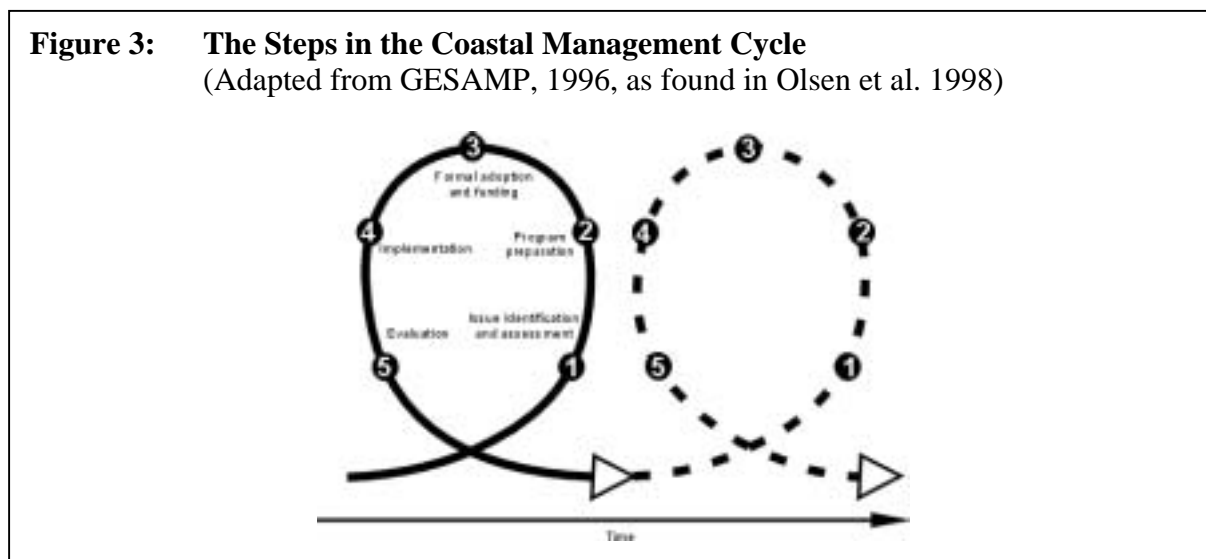 Figure 3: The Steps in the Coastal Management Cycle
(Adapted from GESAMP, 1996, as found in Olsen et al. 1998)
3
Formal adoption
and funding
4
Implementation
2
Program
preparation
Evaluation
Issue Identification
and assessment
5
1
3
4
2
5
1
Time